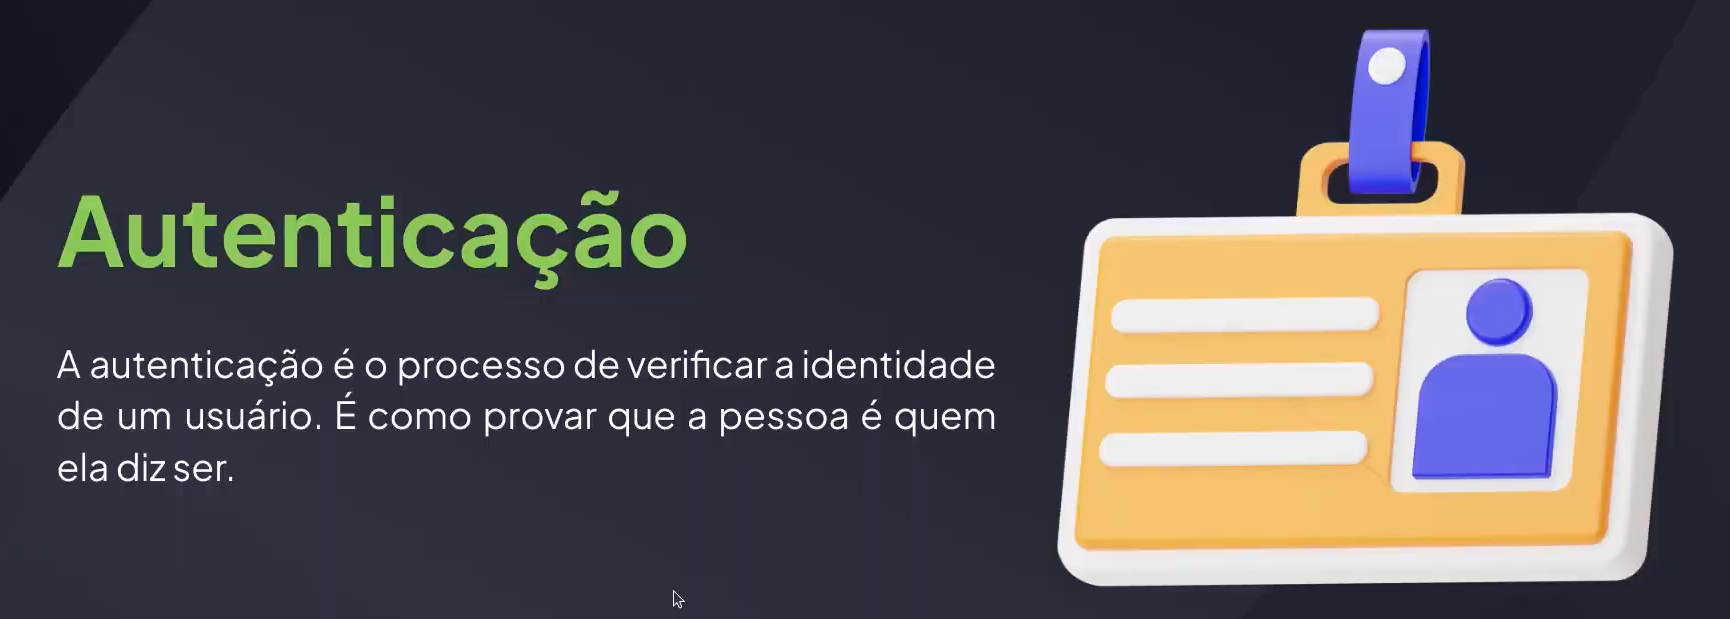 Autenticação
A autenticação é o processo de verificar a identidade
de um usuário. É como provar que a pessoa é quem
ela diz ser.